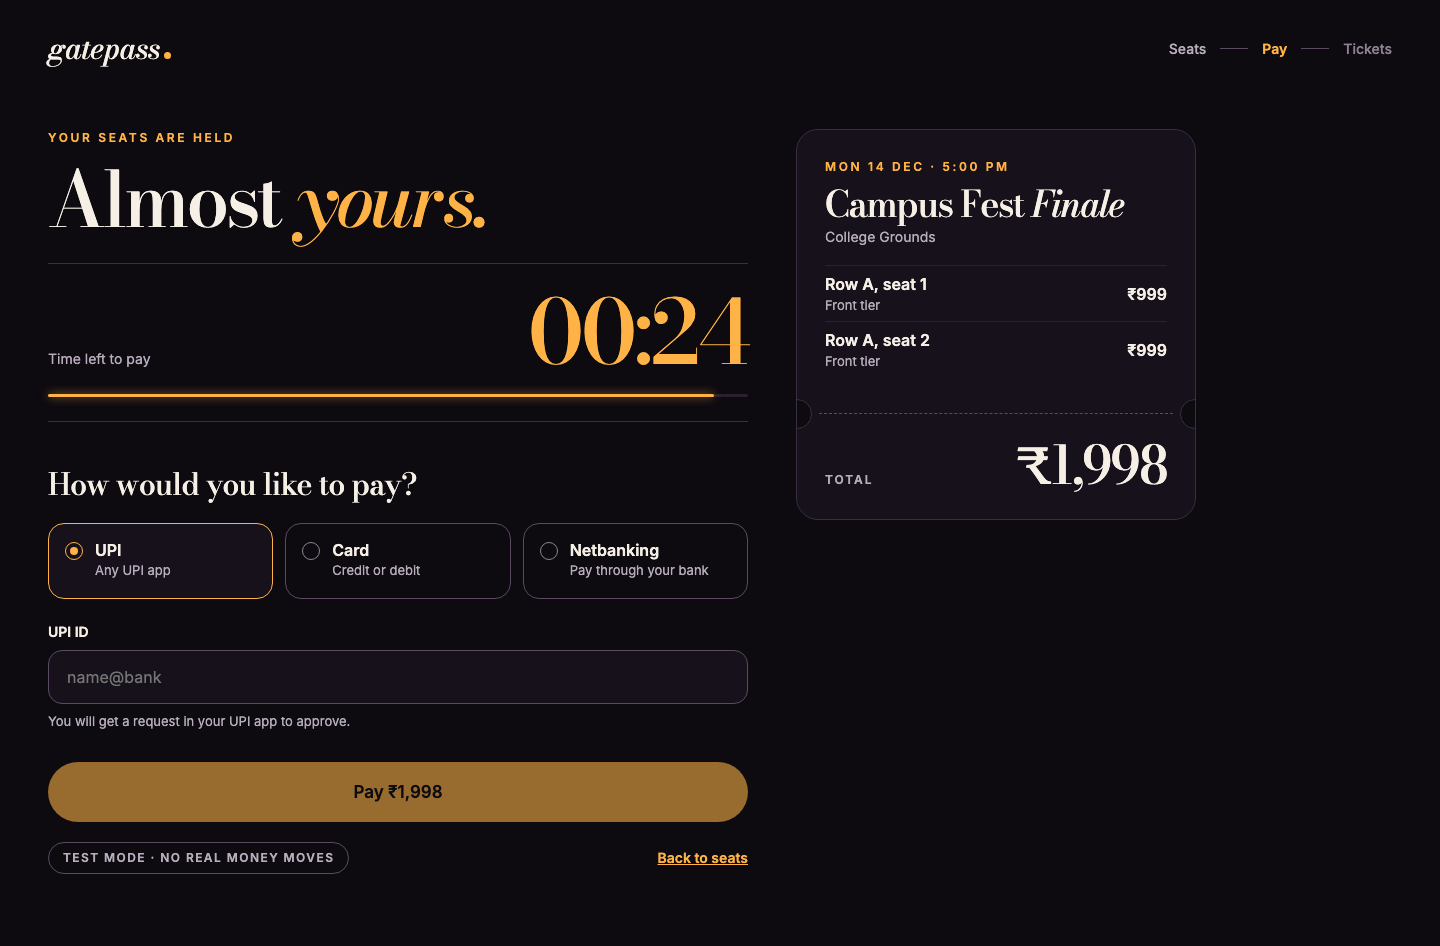 gatepass.
Seats
Pay
Tickets
YOUR SEATS ARE HELD
Almost yours.
Time left to pay
00:24
How would you like to pay?
UPI
Any UPI app
Card
Credit or debit
Netbanking
Pay through your bank
UPI ID
name@bank
You will get a request in your UPI app to approve.
Pay ₹1,998
TEST MODE · NO REAL MONEY MOVES
Back to seats
MON 14 DEC · 5:00 PM
Campus Fest Finale
College Grounds
Row A, seat 1
Front tier
₹999
Row A, seat 2
Front tier
₹999
TOTAL
₹1,998